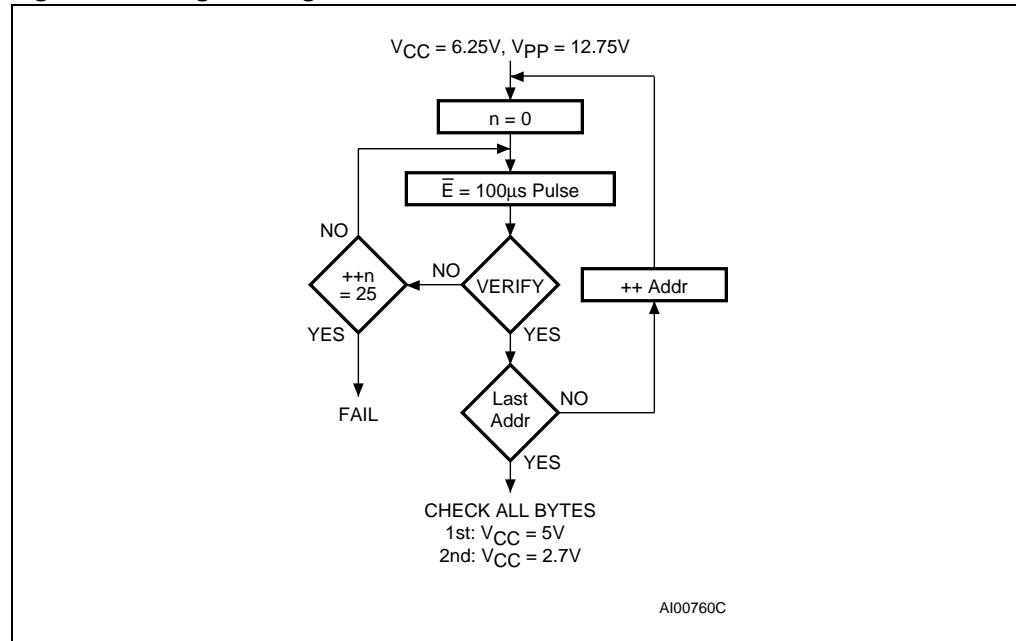 VCC = 6.25V, VPP = 12.75V
n = 0
E̅ = 100μs Pulse
NO
++n
= 25
NO
VERIFY
++ Addr
YES
YES
Last
Addr
NO
FAIL
YES
CHECK ALL BYTES
1st: VCC = 5V
2nd: VCC = 2.7V
AI00760C